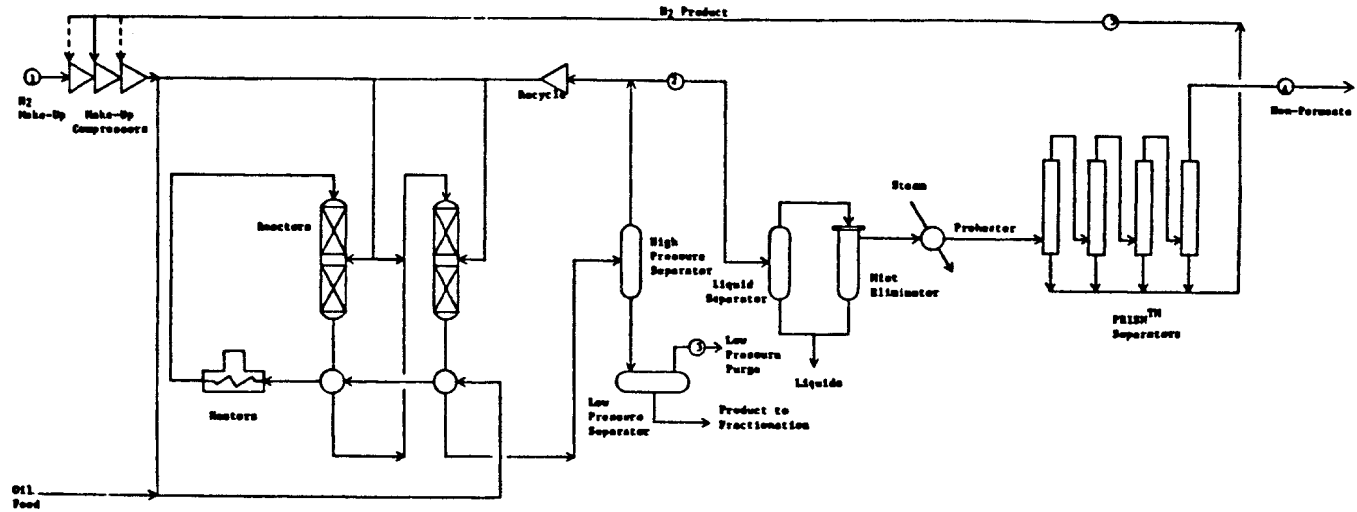 H2 Product
5
1
H2
Make-Up
Make-Up
Compressors
Recycle
2
4
Non-Permeate
Steam
Reactors
Preheater
High
Pressure
Separator
Liquid
Separator
Mist
Eliminator
PRISM™
Separators
3
Low
Pressure
Purge
Liquids
Heaters
Low
Pressure
Separator
Product to
Fractionation
Oil
Feed